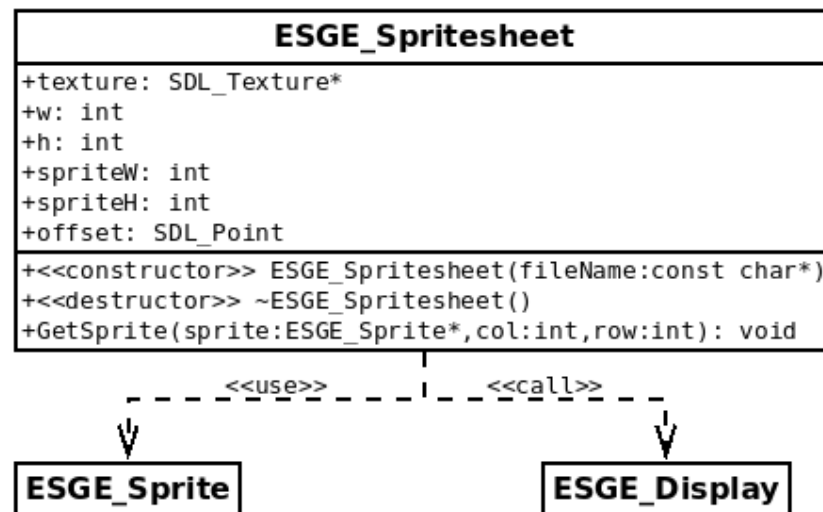 ESGE_Spritesheet
+texture: SDL_Texture*
+w: int
+h: int
+spriteW: int
+spriteH: int
+offset: SDL_Point
+<<constructor>> ESGE_Spritesheet(fileName:const char*)
+<<destructor>> ~ESGE_Spritesheet()
+GetSprite(sprite:ESGE_Sprite*,col:int,row:int): void
<<use>> <<call>>
ESGE_Sprite ESGE_Display